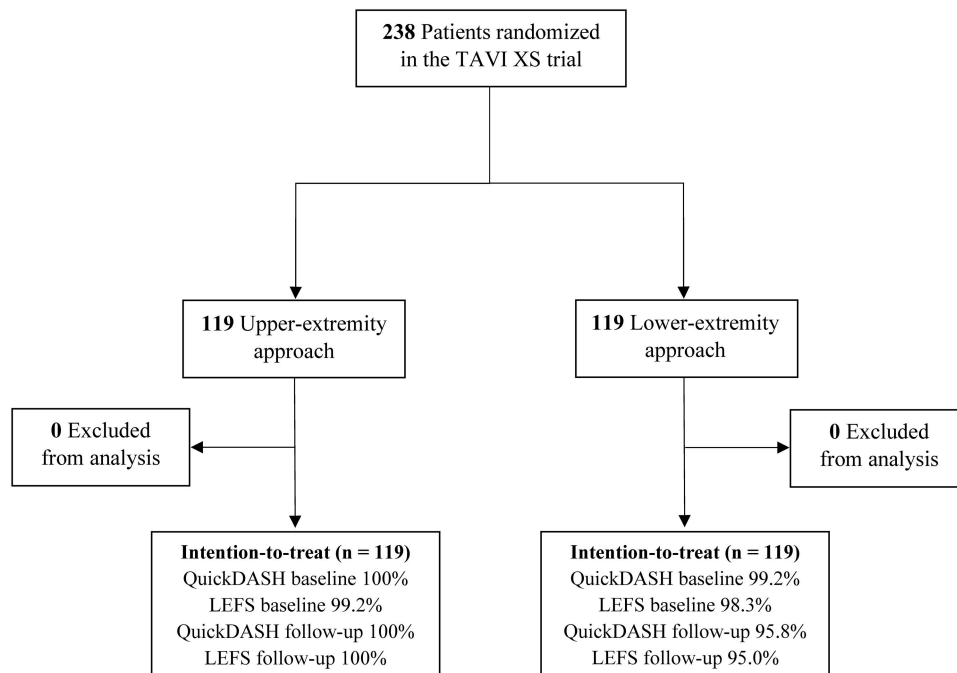 238 Patients randomized
in the TAVI XS trial
119 Upper-extremity
approach
119 Lower-extremity
approach
0 Excluded
from analysis
0 Excluded
from analysis
Intention-to-treat (n = 119)
QuickDASH baseline 100%
LEFS baseline 99.2%
QuickDASH follow-up 100%
LEFS follow-up 100%
Intention-to-treat (n = 119)
QuickDASH baseline 99.2%
LEFS baseline 98.3%
QuickDASH follow-up 95.8%
LEFS follow-up 95.0%